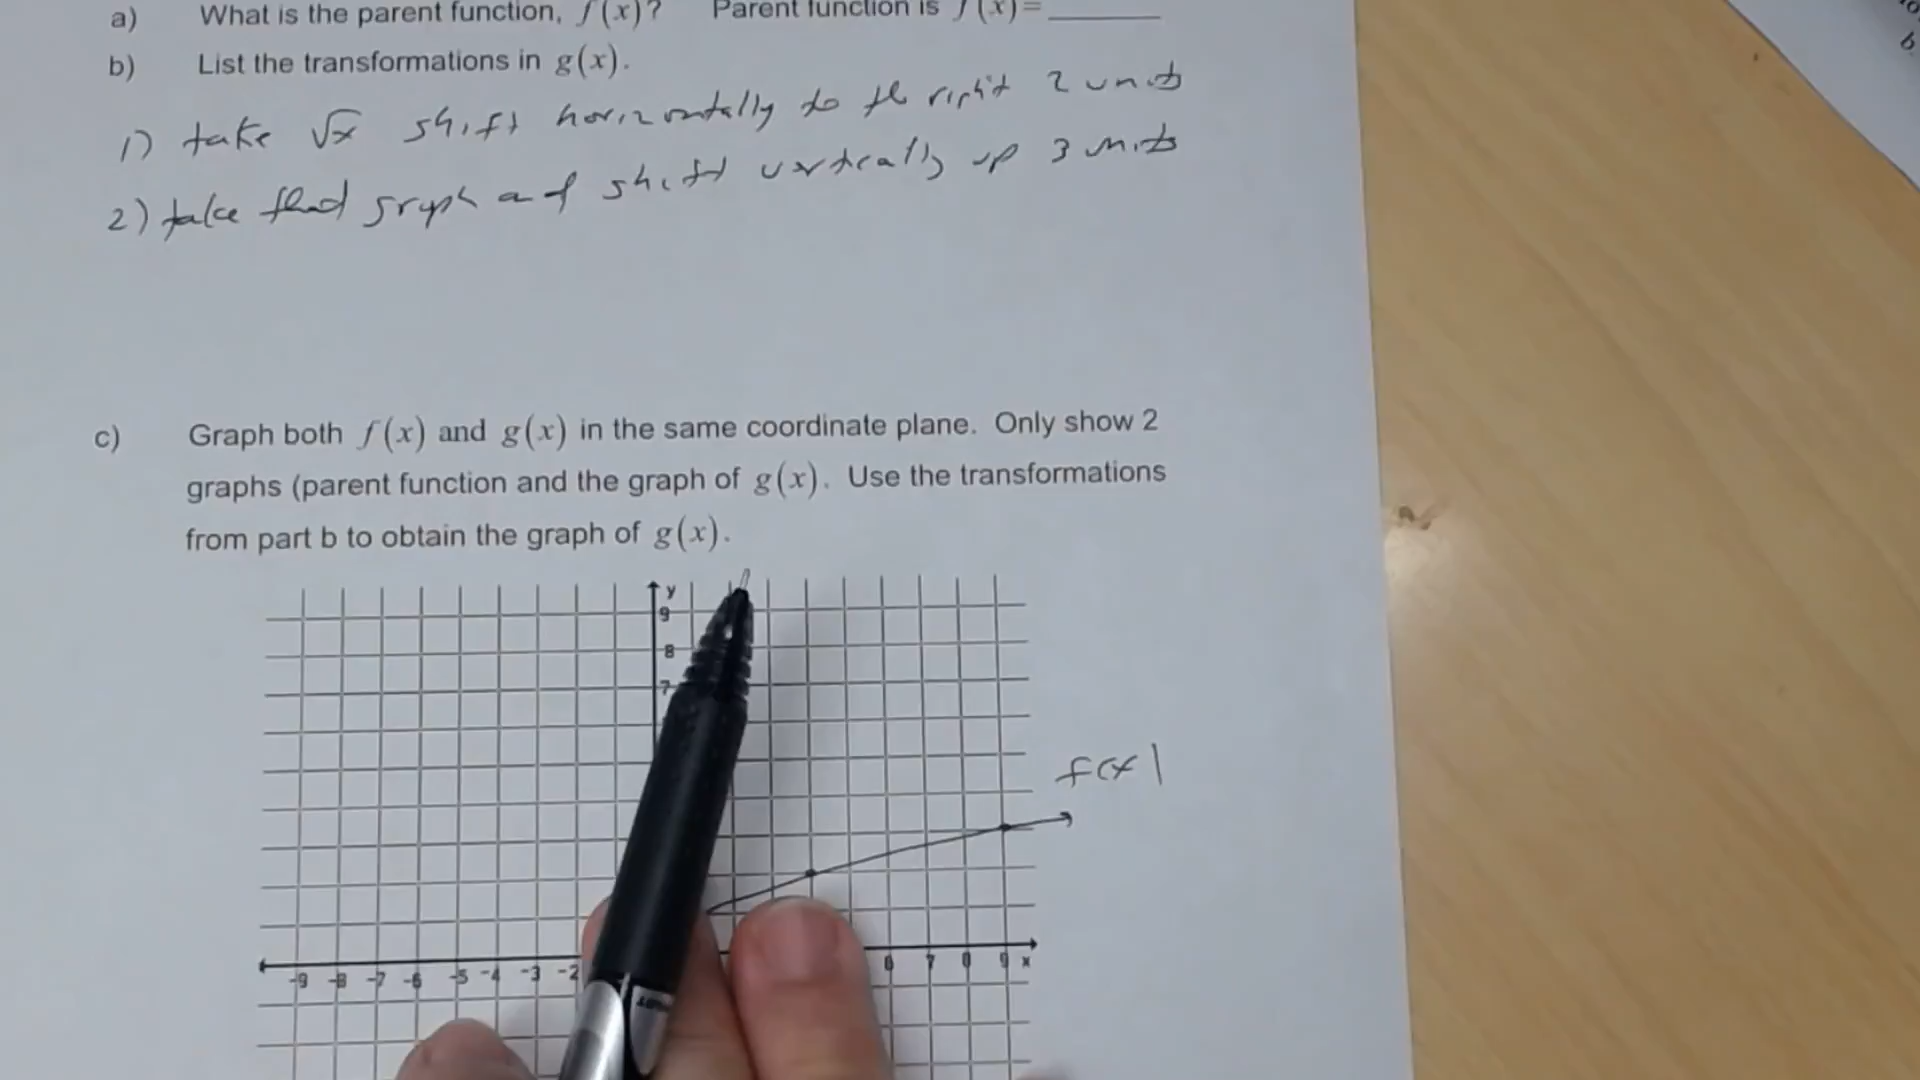 a) What is the parent function, f(x)? Parent function is f(x)=
b) List the transformations in g(x).
1) take √x shift horizontally to the right 2 units
2) take that graph and shift vertically up 3 units
c) Graph both f(x) and g(x) in the same coordinate plane. Only show 2
graphs (parent function and the graph of g(x). Use the transformations
from part b to obtain the graph of g(x).
y
9
8
7
f(x)
-9 -8 -7 -6 -5 -4 -3 -2 6 7 8 9 x